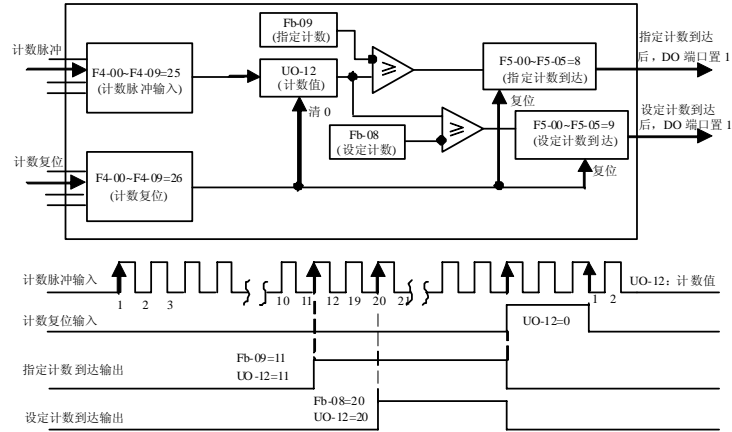 计数脉冲
F4-00~F4-09=25
(计数脉冲输入)
Fb-09
(指定计数)
UO-12
(计数值)
清 0
≥
F5-00~F5-05=8
(指定计数到达)
指定计数到达
后，DO 端口置 1
复位
Fb-08
(设定计数)
≥
F5-00~F5-05=9
(设定计数到达)
设定计数到达
后，DO 端口置 1
复位
计数复位
F4-00~F4-09=26
(计数复位)
计数脉冲输入
1 2 3 10 11 12 19 20 21 1 2
UO-12：计数值
计数复位输入
UO-12=0
指定计数到达输出
Fb-09=11
UO-12=11
设定计数到达输出
Fb-08=20
UO-12=20